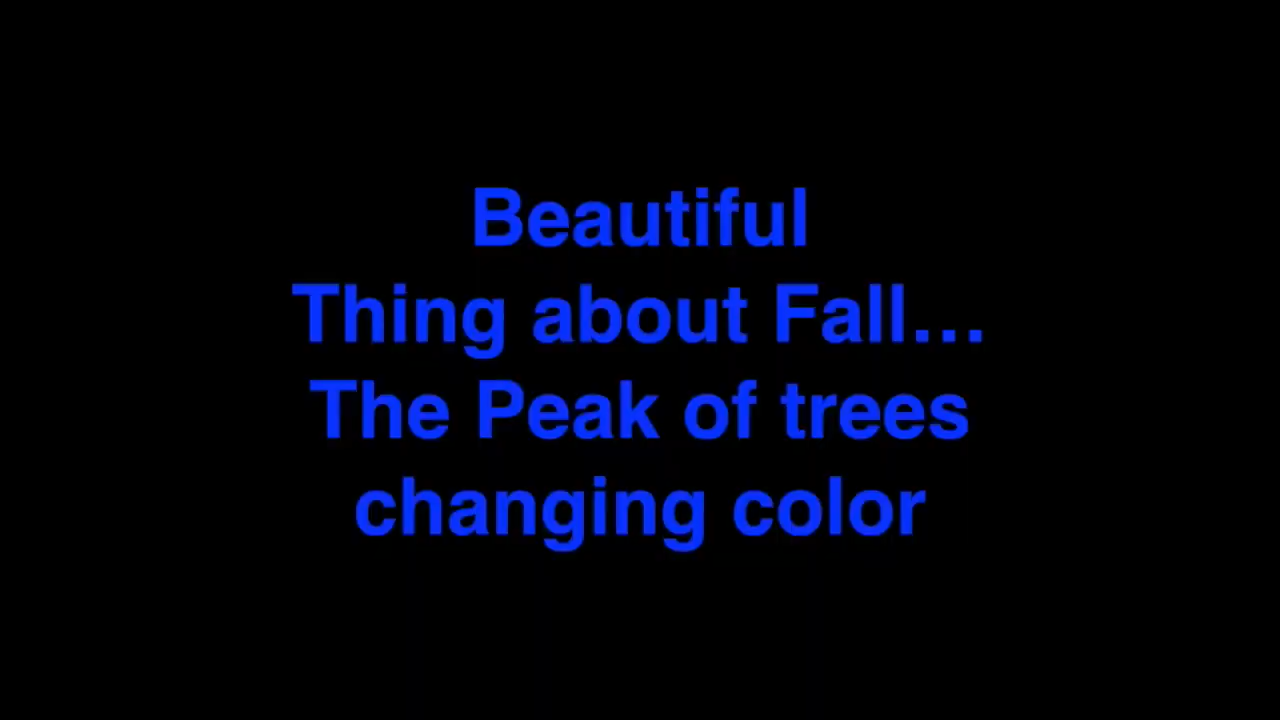 Beautiful
Thing about Fall...
The Peak of trees
changing color